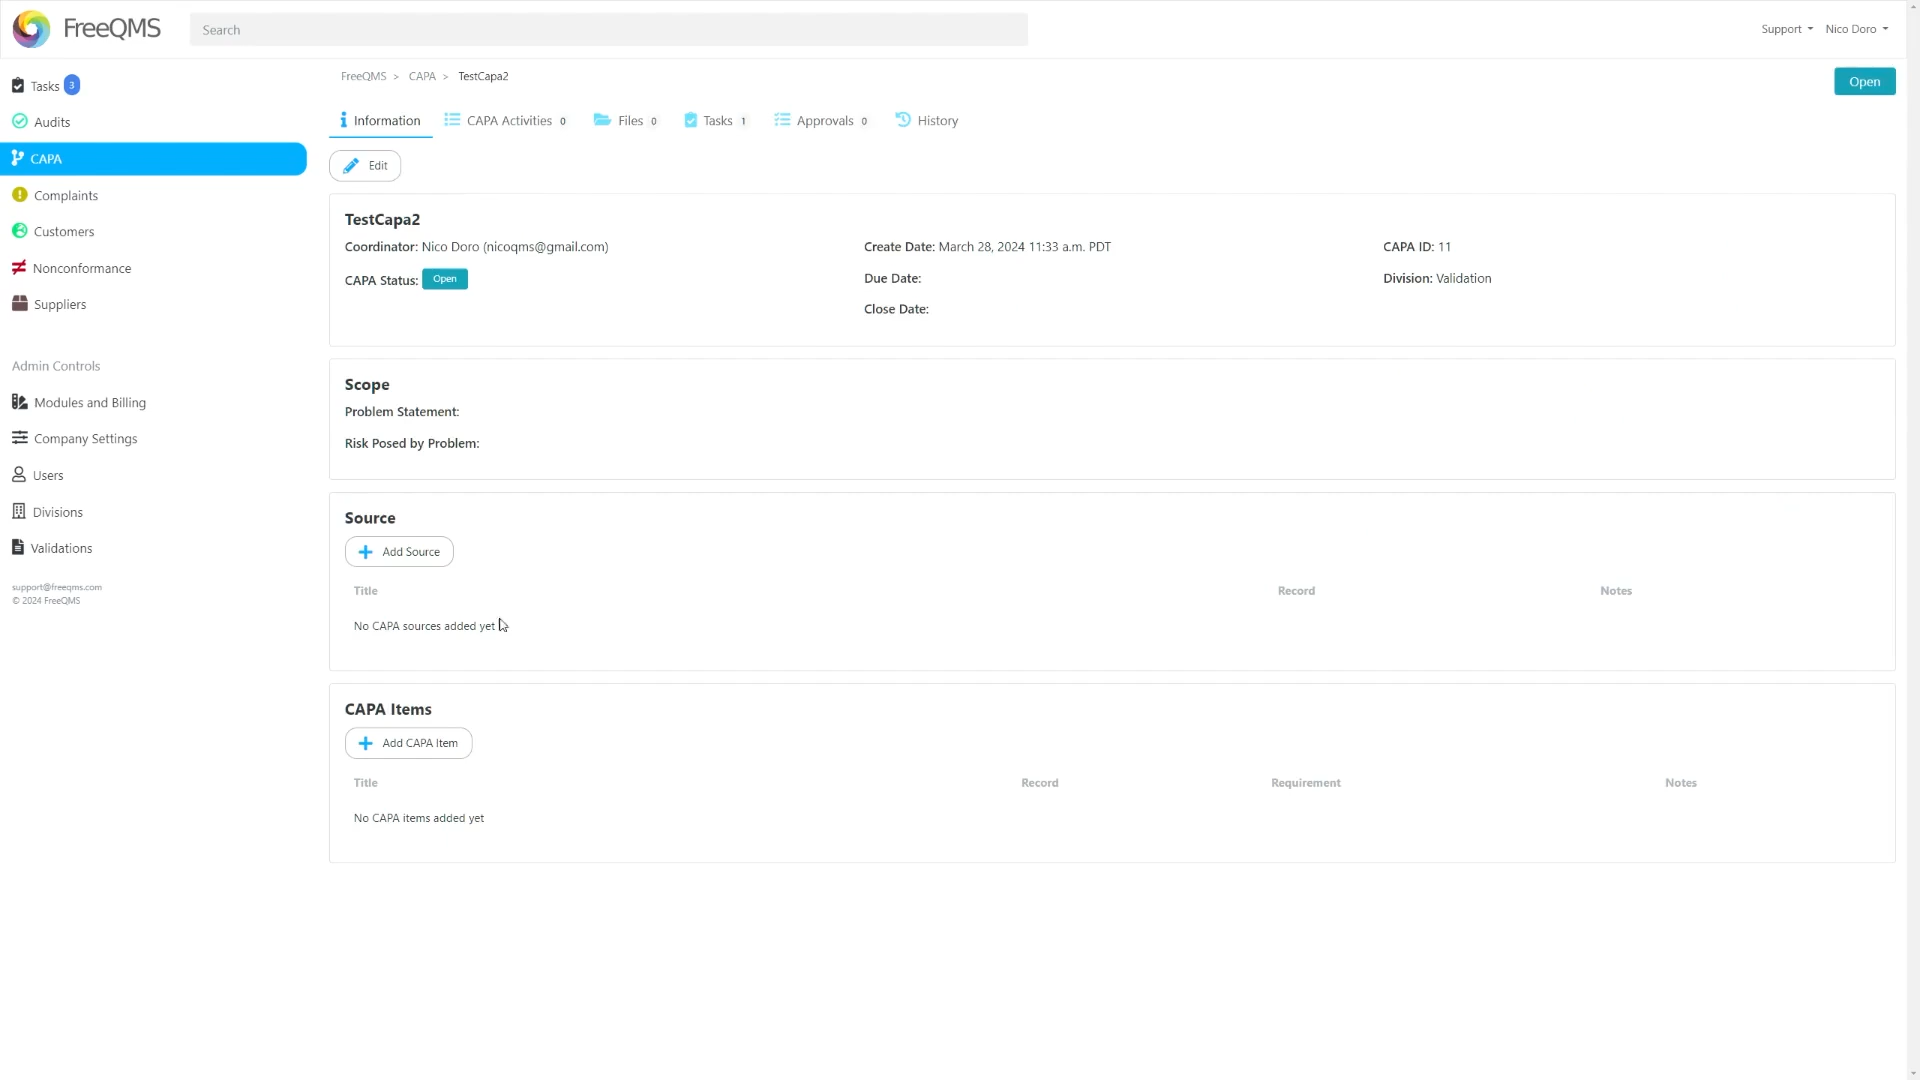 FreeQMS
Search
Support
Nico Doro
Tasks 3
Audits
CAPA
Complaints
Customers
Nonconformance
Suppliers
Admin Controls
Modules and Billing
Company Settings
Users
Divisions
Validations
support@freeqms.com
© 2024 FreeQMS
FreeQMS > CAPA > TestCapa2
Open
Information
CAPA Activities 0
Files 0
Tasks 1
Approvals 0
History
Edit
TestCapa2
Coordinator: Nico Doro (nicoqms@gmail.com)
CAPA Status: Open
Create Date: March 28, 2024 11:33 a.m. PDT
Due Date:
Close Date:
CAPA ID: 11
Division: Validation
Scope
Problem Statement:
Risk Posed by Problem:
Source
Add Source
Title Record Notes
No CAPA sources added yet
CAPA Items
Add CAPA Item
Title Record Requirement Notes
No CAPA items added yet